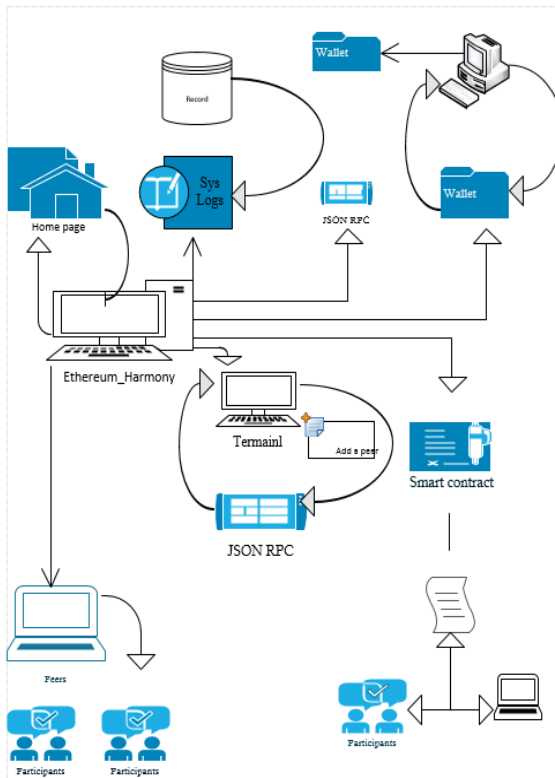 Wallet
Record
Sys
Logs
Wallet
JSON RPC
Home page
Ethereum_Harmony
Termainl
Add a peer
Smart contract
JSON RPC
Peers
Participants
Participants
Participants